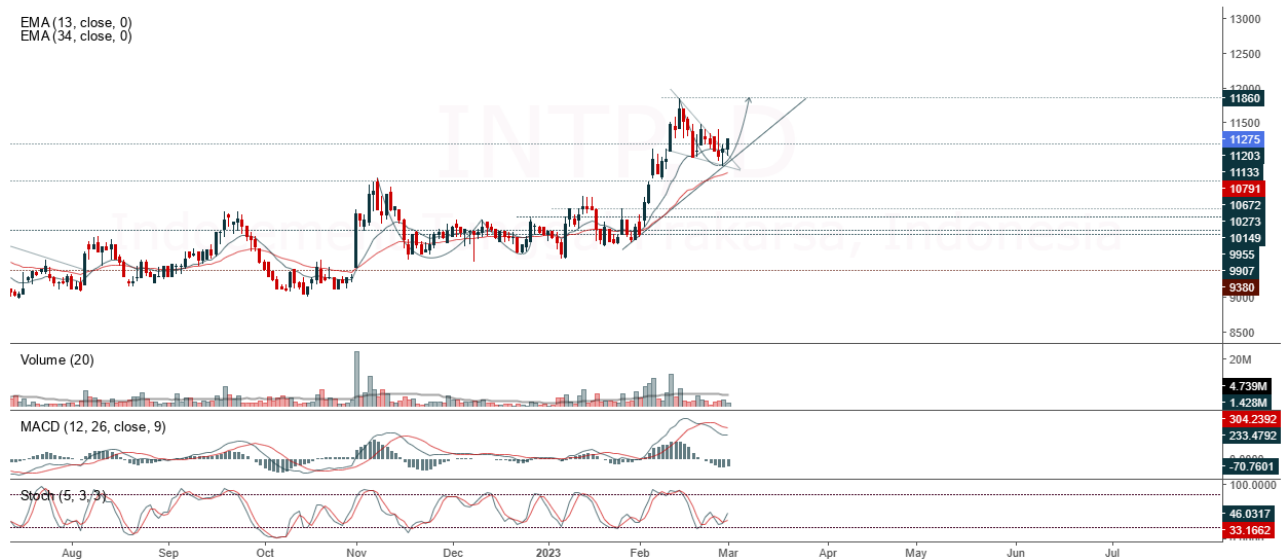 EMA (13, close, 0)
EMA (34, close, 0)
INTP, D
13000
12500
12000
11860
11500
11275
11203
11133
10791
10672
10273
10149
9955
9907
9380
9000
8500
Volume (20)
20M
4.739M
1.428M
MACD (12, 26, close, 9)
304.2392
233.4792
-70.7601
Stoch (5, 3, 3)
100.0000
46.0317
33.1662
Aug Sep Oct Nov Dec 2023 Feb Mar Apr May Jun Jul